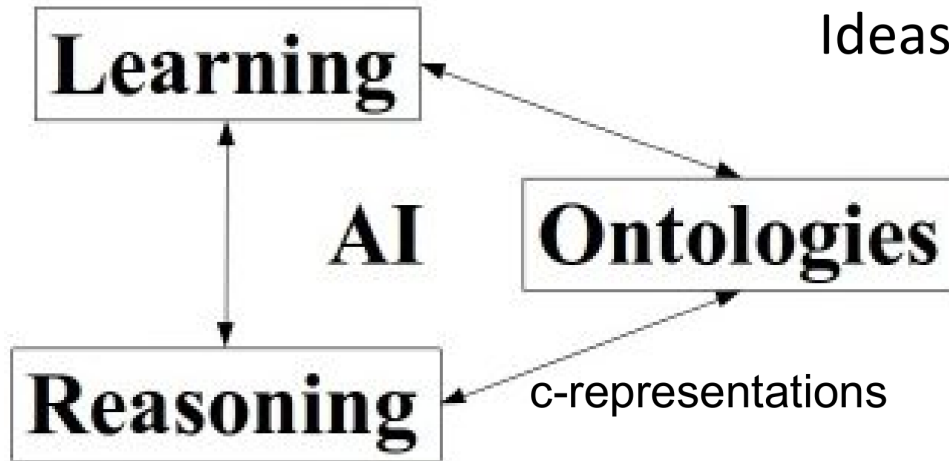 Ideas
Learning
AI
Ontologies
Reasoning
c-representations